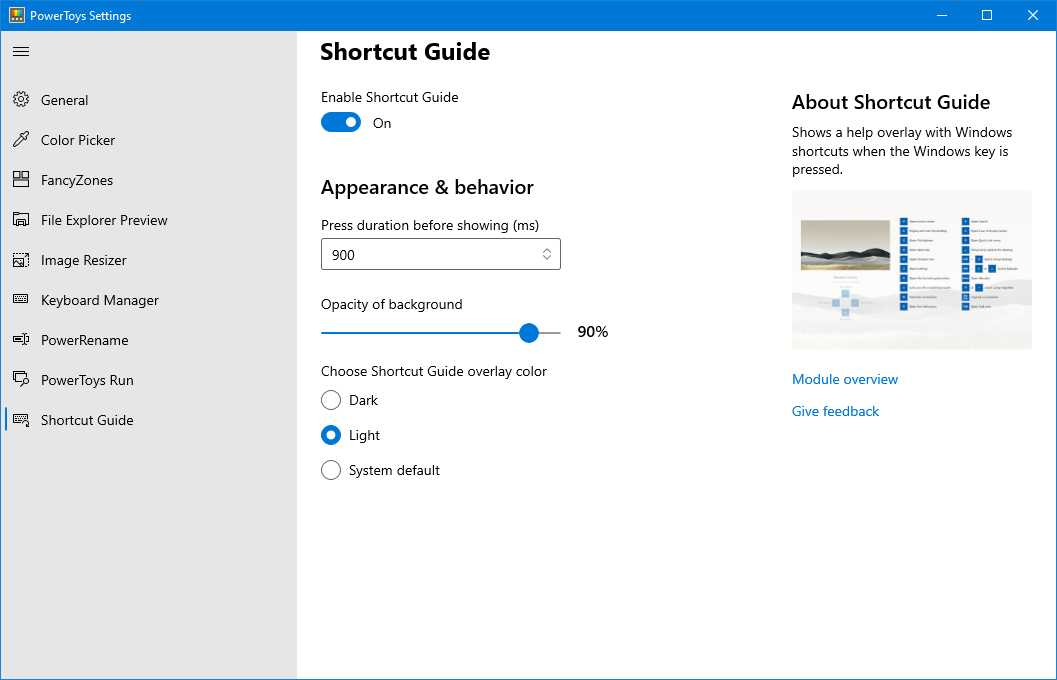 PowerToys Settings
General
Color Picker
FancyZones
File Explorer Preview
Image Resizer
Keyboard Manager
PowerRename
PowerToys Run
Shortcut Guide
Shortcut Guide
Enable Shortcut Guide
On
Appearance & behavior
Press duration before showing (ms)
900
Opacity of background
90%
Choose Shortcut Guide overlay color
Dark
Light
System default
About Shortcut Guide
Shows a help overlay with Windows
shortcuts when the Windows key is
pressed.
Module overview
Give feedback